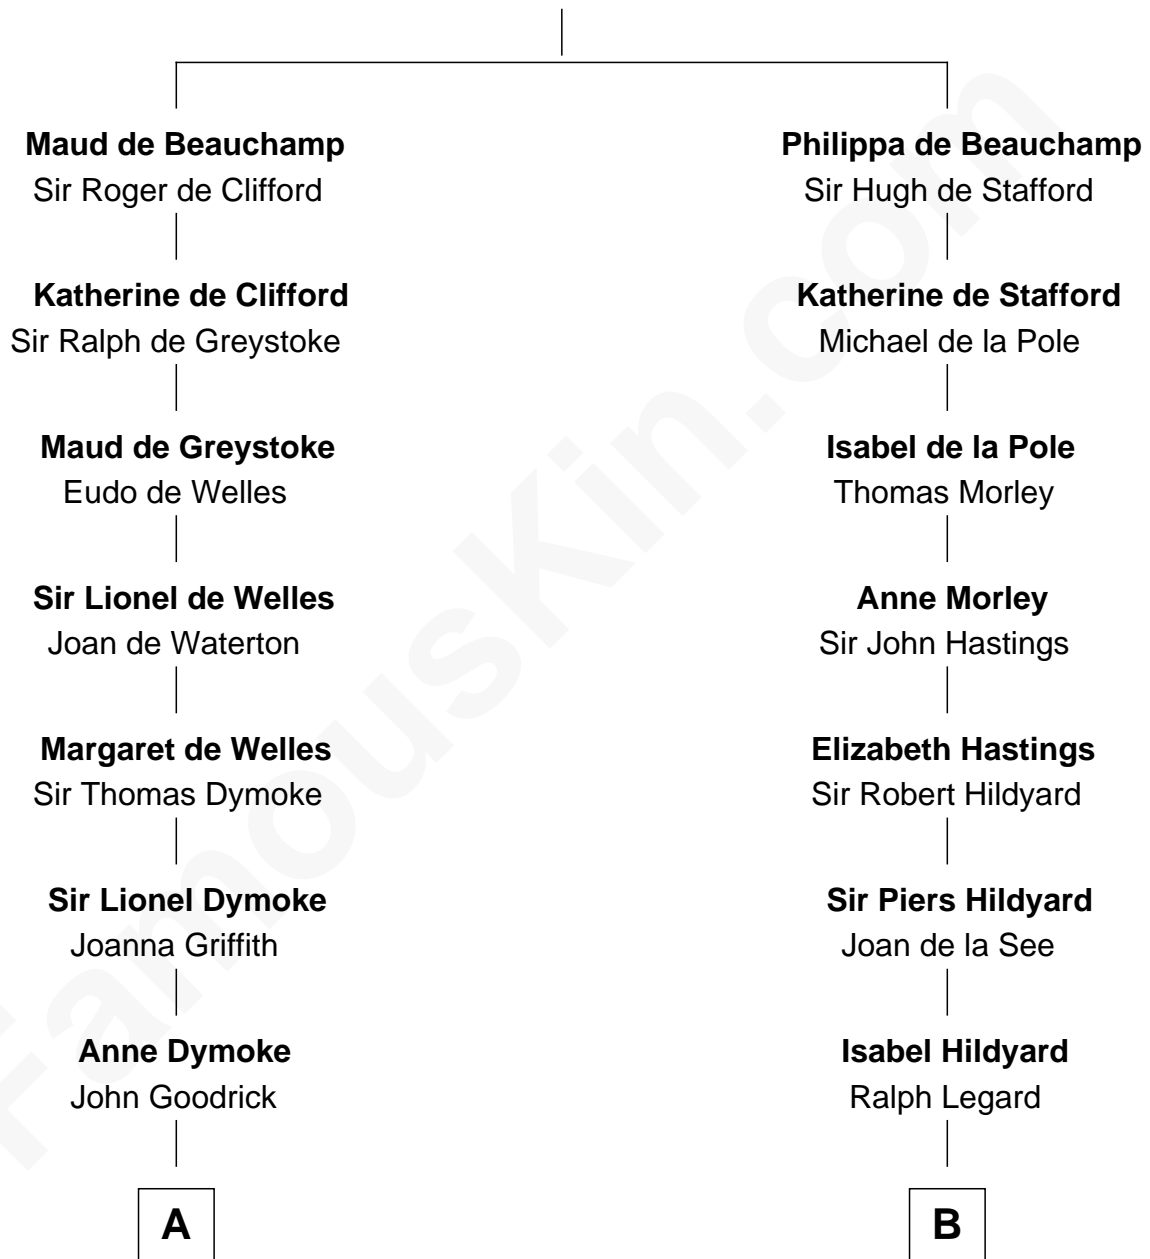 Maud de Beauchamp
Sir Roger de Clifford
Philippa de Beauchamp
Sir Hugh de Stafford
Katherine de Clifford
Sir Ralph de Greystoke
Katherine de Stafford
Michael de la Pole
Maud de Greystoke
Eudo de Welles
Isabel de la Pole
Thomas Morley
Sir Lionel de Welles
Joan de Waterton
Anne Morley
Sir John Hastings
Margaret de Welles
Sir Thomas Dymoke
Elizabeth Hastings
Sir Robert Hildyard
Sir Lionel Dymoke
Joanna Griffith
Sir Piers Hildyard
Joan de la See
Anne Dymoke
John Goodrick
Isabel Hildyard
Ralph Legard
A
B
FamousKin.com